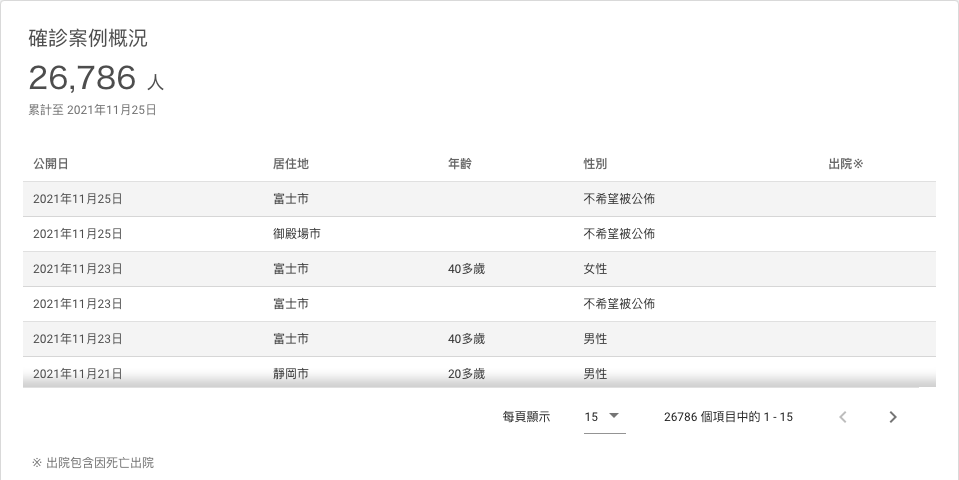 確診案例概況
26,786 人
累計至 2021年11月25日
公開日 居住地 年齡 性別 出院※
2021年11月25日 富士市 不希望被公佈
2021年11月25日 御殿場市 不希望被公佈
2021年11月23日 富士市 40多歲 女性
2021年11月23日 富士市 不希望被公佈
2021年11月23日 富士市 40多歲 男性
2021年11月21日 靜岡市 20多歲 男性
每頁顯示 15 26786 個項目中的 1 - 15
※ 出院包含因死亡出院